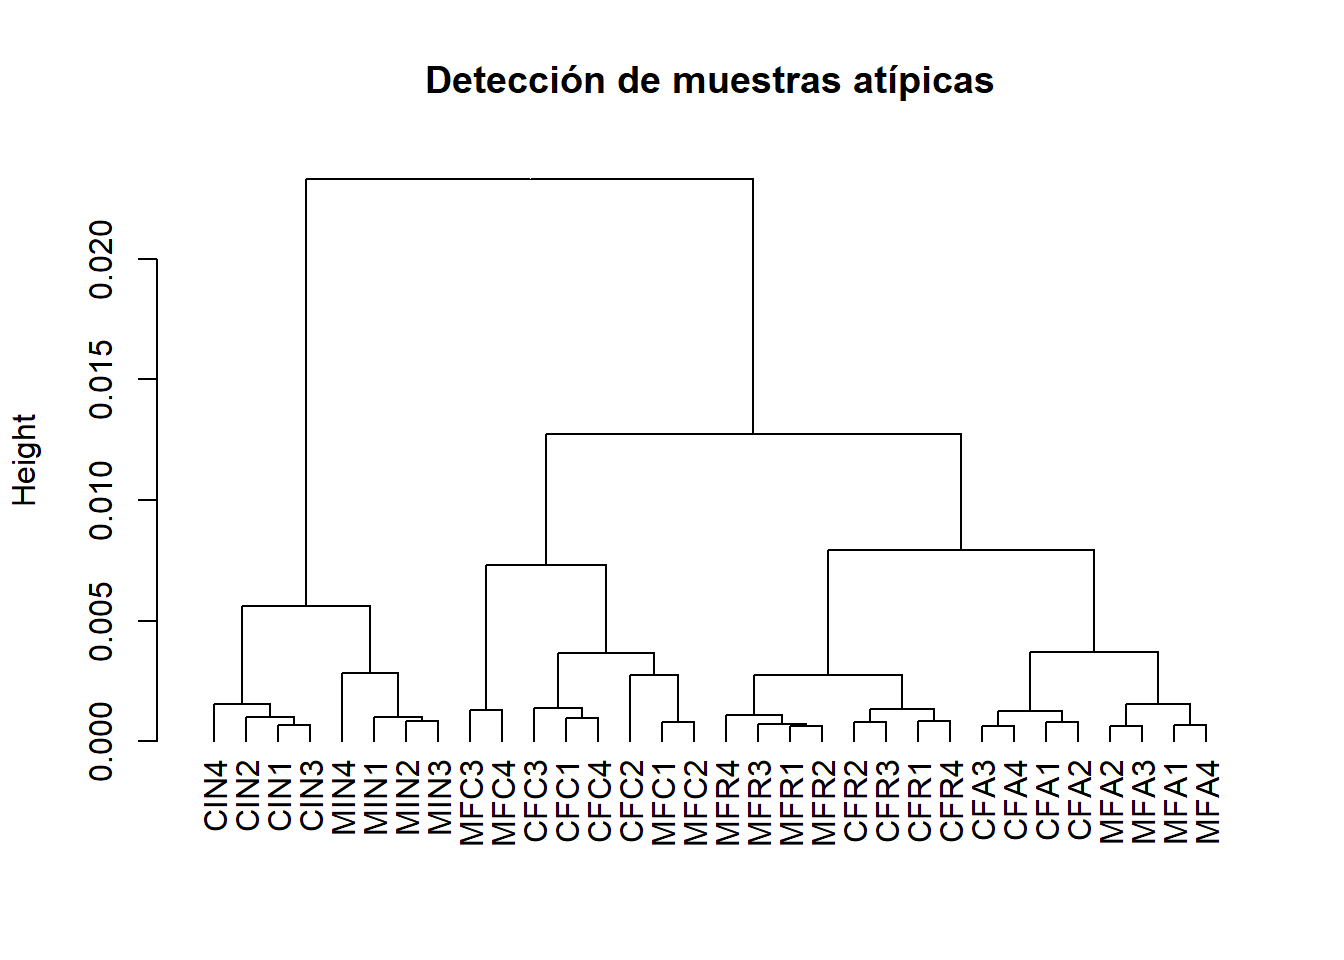 Detección de muestras atípicas
Height
0.020
0.015
0.010
0.005
0.000
CIN4
CIN2
CIN1
CIN3
MIN4
MIN1
MIN2
MIN3
MFC3
MFC4
CFC3
CFC1
CFC4
CFC2
MFC1
MFC2
MFR4
MFR3
MFR1
MFR2
CFR2
CFR3
CFR1
CFR4
CFA3
CFA4
CFA1
CFA2
MFA2
MFA3
MFA1
MFA4